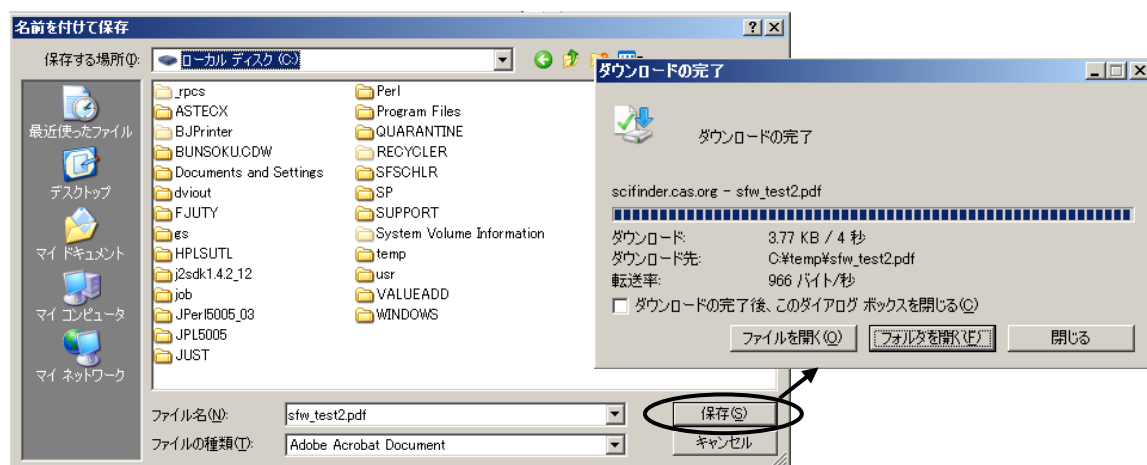 名前を付けて保存
保存する場所(I):
ローカル ディスク (C:)
最近使ったファイル
デスクトップ
マイ ドキュメント
マイ コンピュータ
マイ ネットワーク
_rpcs
ASTECX
BJPrinter
BUNSOKU.CDW
Documents and Settings
dviout
FJUTY
gs
HPLSUTL
j2sdk1.4.2_12
job
JPerl5005_03
JPL5005
JUST
Perl
Program Files
QUARANTINE
RECYCLER
SFSCHLR
SP
SUPPORT
System Volume Information
temp
usr
VALUEADD
WINDOWS
ファイル名(N):
sfw_test2.pdf
保存(S)
ファイルの種類(T):
Adobe Acrobat Document
キャンセル
ダウンロードの完了
ダウンロードの完了
scifinder.cas.org - sfw_test2.pdf
ダウンロード: 3.77 KB / 4 秒
ダウンロード先: C:¥temp¥sfw_test2.pdf
転送率: 966 バイト/秒
ダウンロードの完了後、このダイアログ ボックスを閉じる(C)
ファイルを開く(O)
フォルダを開く(F)
閉じる